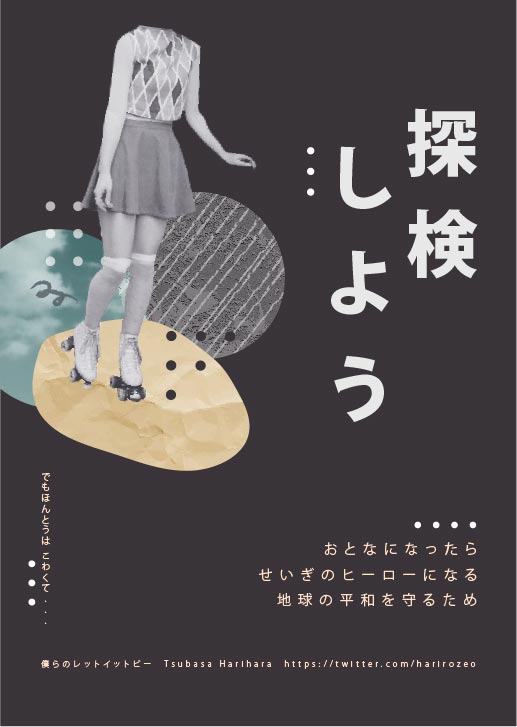 探検
しよう
おとなになったら
せいぎのヒーローになる
地球の平和を守るため
でもほんとうは こわくて...
僕らのレットイットビー Tsubasa Harihara https://twitter.com/harirozeo